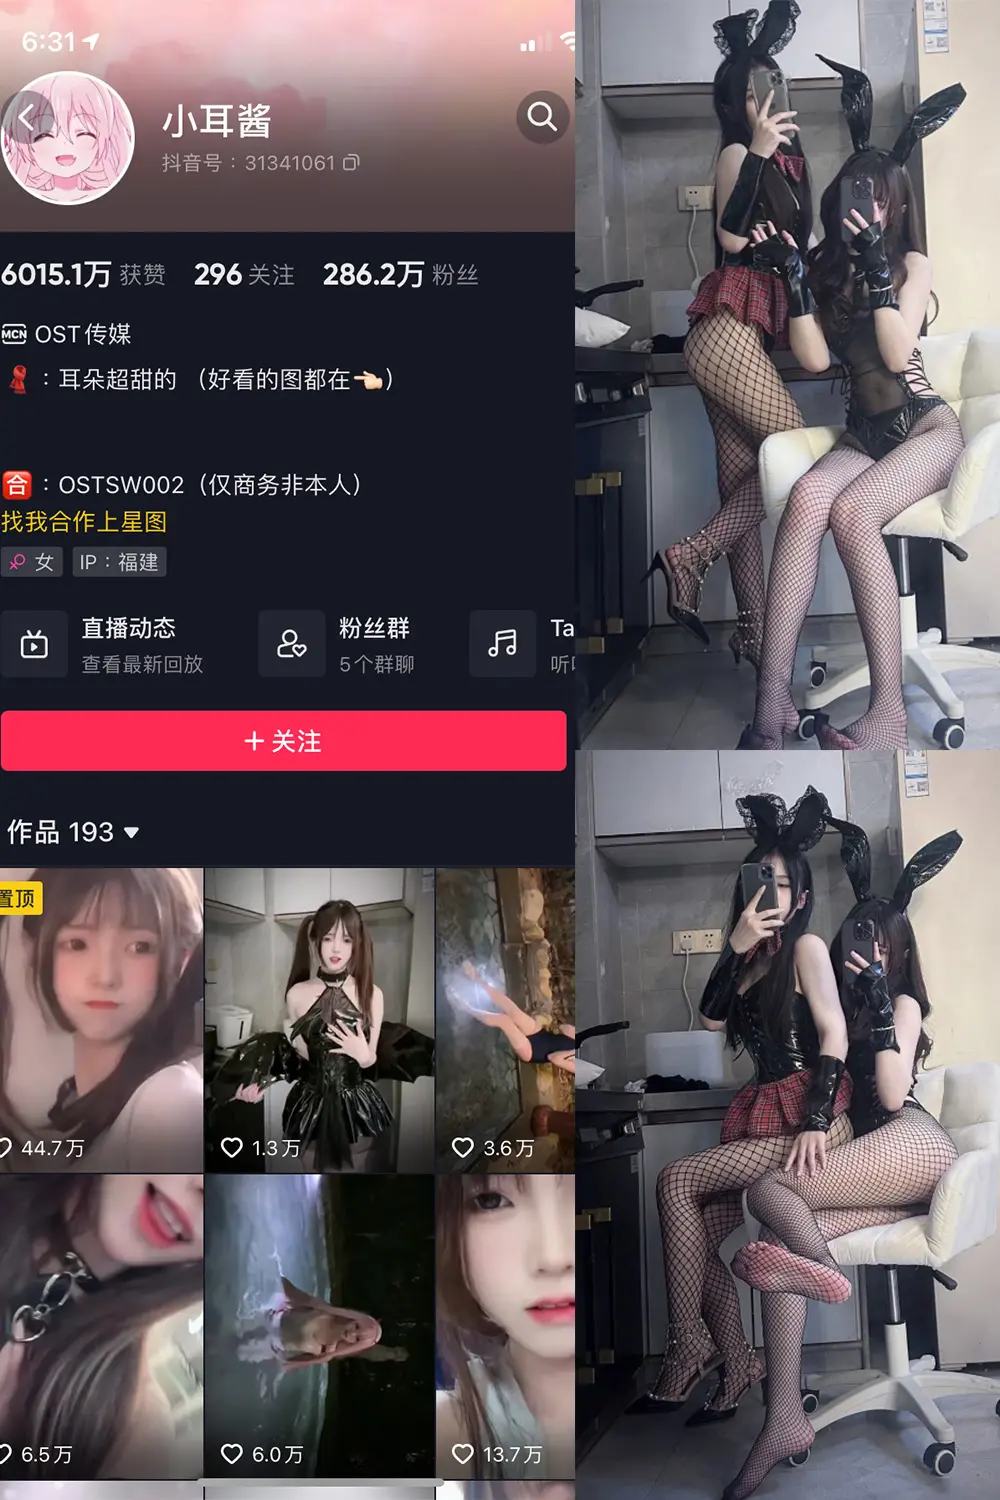 6:31
小耳酱
抖音号：31341061
6015.1万 获赞 296 关注 286.2万 粉丝
MCN OST传媒
：耳朵超甜的 （好看的图都在👈🏻）
合：OSTSW002（仅商务非本人）
找我合作上星图
女 IP：福建
直播动态
查看最新回放
粉丝群
5个群聊
Ta
听
+ 关注
作品 193
置顶
44.7万
1.3万
3.6万
6.5万
6.0万
13.7万